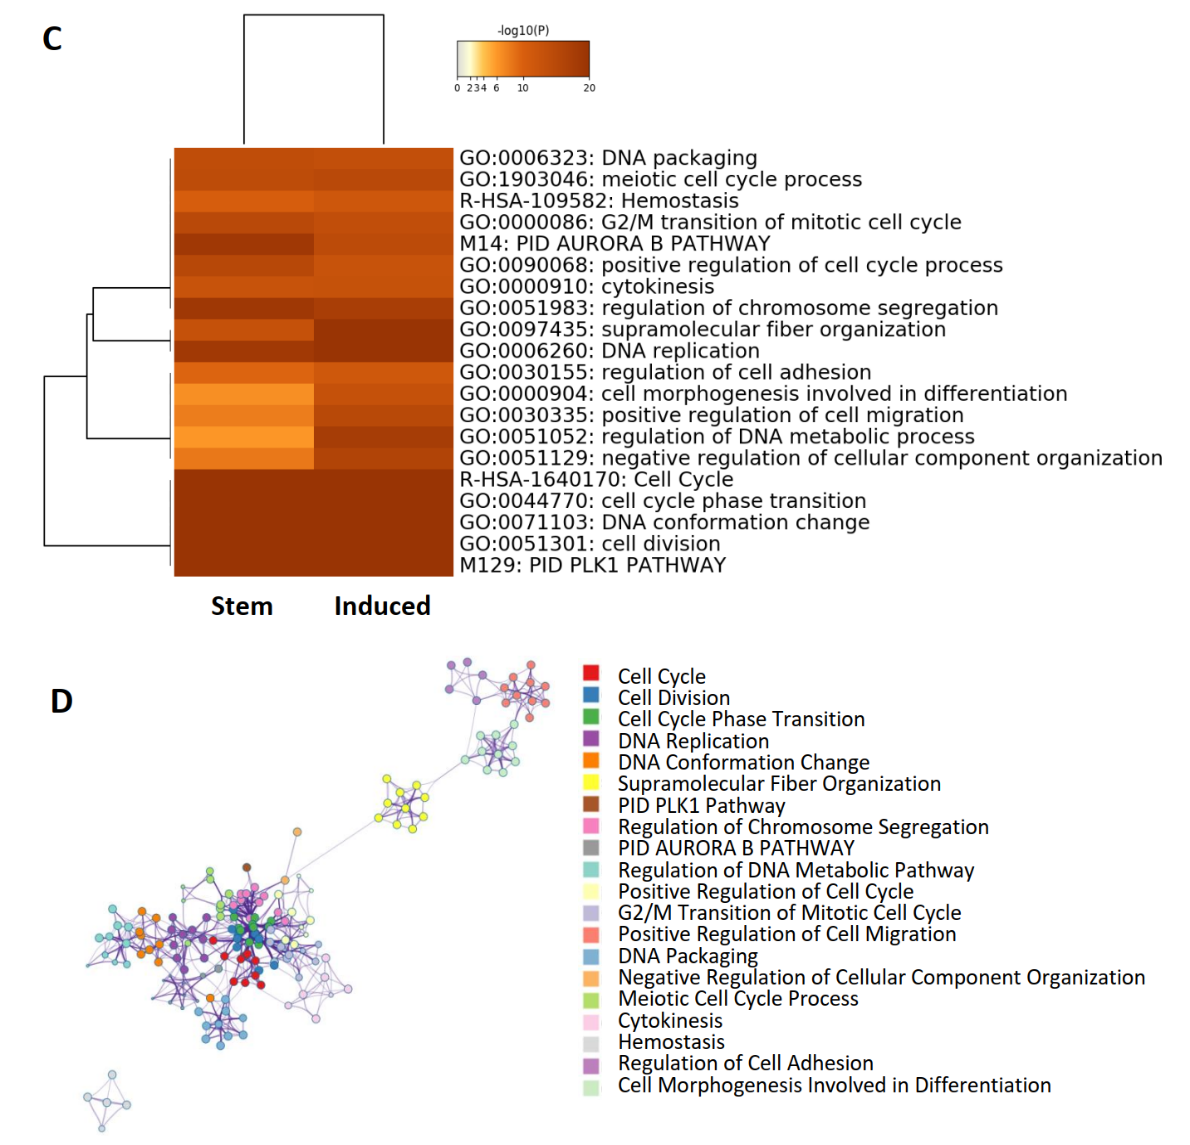 C
-log10(P)
0 2 3 4 6 10 20
GO:0006323: DNA packaging
GO:1903046: meiotic cell cycle process
R-HSA-109582: Hemostasis
GO:0000086: G2/M transition of mitotic cell cycle
M14: PID AURORA B PATHWAY
GO:0090068: positive regulation of cell cycle process
GO:0000910: cytokinesis
GO:0051983: regulation of chromosome segregation
GO:0097435: supramolecular fiber organization
GO:0006260: DNA replication
GO:0030155: regulation of cell adhesion
GO:0000904: cell morphogenesis involved in differentiation
GO:0030335: positive regulation of cell migration
GO:0051052: regulation of DNA metabolic process
GO:0051129: negative regulation of cellular component organization
R-HSA-1640170: Cell Cycle
GO:0044770: cell cycle phase transition
GO:0071103: DNA conformation change
GO:0051301: cell division
M129: PID PLK1 PATHWAY
Stem Induced
D
Cell Cycle
Cell Division
Cell Cycle Phase Transition
DNA Replication
DNA Conformation Change
Supramolecular Fiber Organization
PID PLK1 Pathway
Regulation of Chromosome Segregation
PID AURORA B PATHWAY
Regulation of DNA Metabolic Pathway
Positive Regulation of Cell Cycle
G2/M Transition of Mitotic Cell Cycle
Positive Regulation of Cell Migration
DNA Packaging
Negative Regulation of Cellular Component Organization
Meiotic Cell Cycle Process
Cytokinesis
Hemostasis
Regulation of Cell Adhesion
Cell Morphogenesis Involved in Differentiation